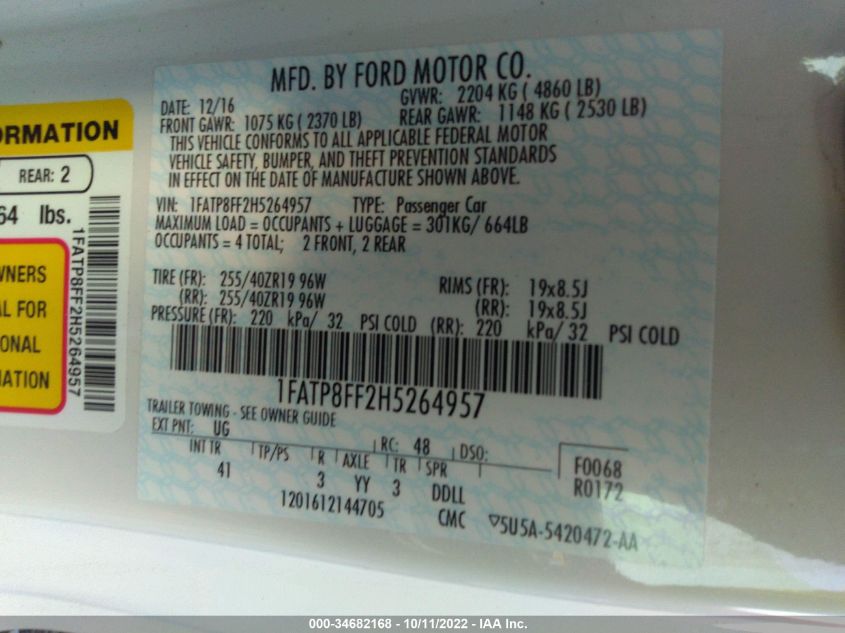 MFD. BY FORD MOTOR CO.
DATE: 12/16 GVWR: 2204 KG ( 4860 LB)
FRONT GAWR: 1075 KG ( 2370 LB) REAR GAWR: 1148 KG ( 2530 LB)
THIS VEHICLE CONFORMS TO ALL APPLICABLE FEDERAL MOTOR
VEHICLE SAFETY, BUMPER, AND THEFT PREVENTION STANDARDS
IN EFFECT ON THE DATE OF MANUFACTURE SHOWN ABOVE.
VIN: 1FATP8FF2H5264957 TYPE: Passenger Car
MAXIMUM LOAD = OCCUPANTS + LUGGAGE = 301KG/ 664LB
OCCUPANTS = 4 TOTAL; 2 FRONT, 2 REAR
TIRE (FR): 255/40ZR19 96W RIMS (FR): 19x8.5J
(RR): 255/40ZR19 96W (RR): 19x8.5J
PRESSURE (FR): 220 kPa/ 32 PSI COLD (RR): 220 kPa/ 32 PSI COLD
1FATP8FF2H5264957
TRAILER TOWING - SEE OWNER GUIDE
EXT PNT: UG RC: 48 DSO:
INT TR TP/PS R AXLE TR SPR F0068
41 3 YY 3 DDLL R0172
1201612144705 CMC ▽5U5A-5420472-AA
REAR: 2
64 lbs.
1FATP8FF2H5264957
000-34682168 - 10/11/2022 - IAA Inc.